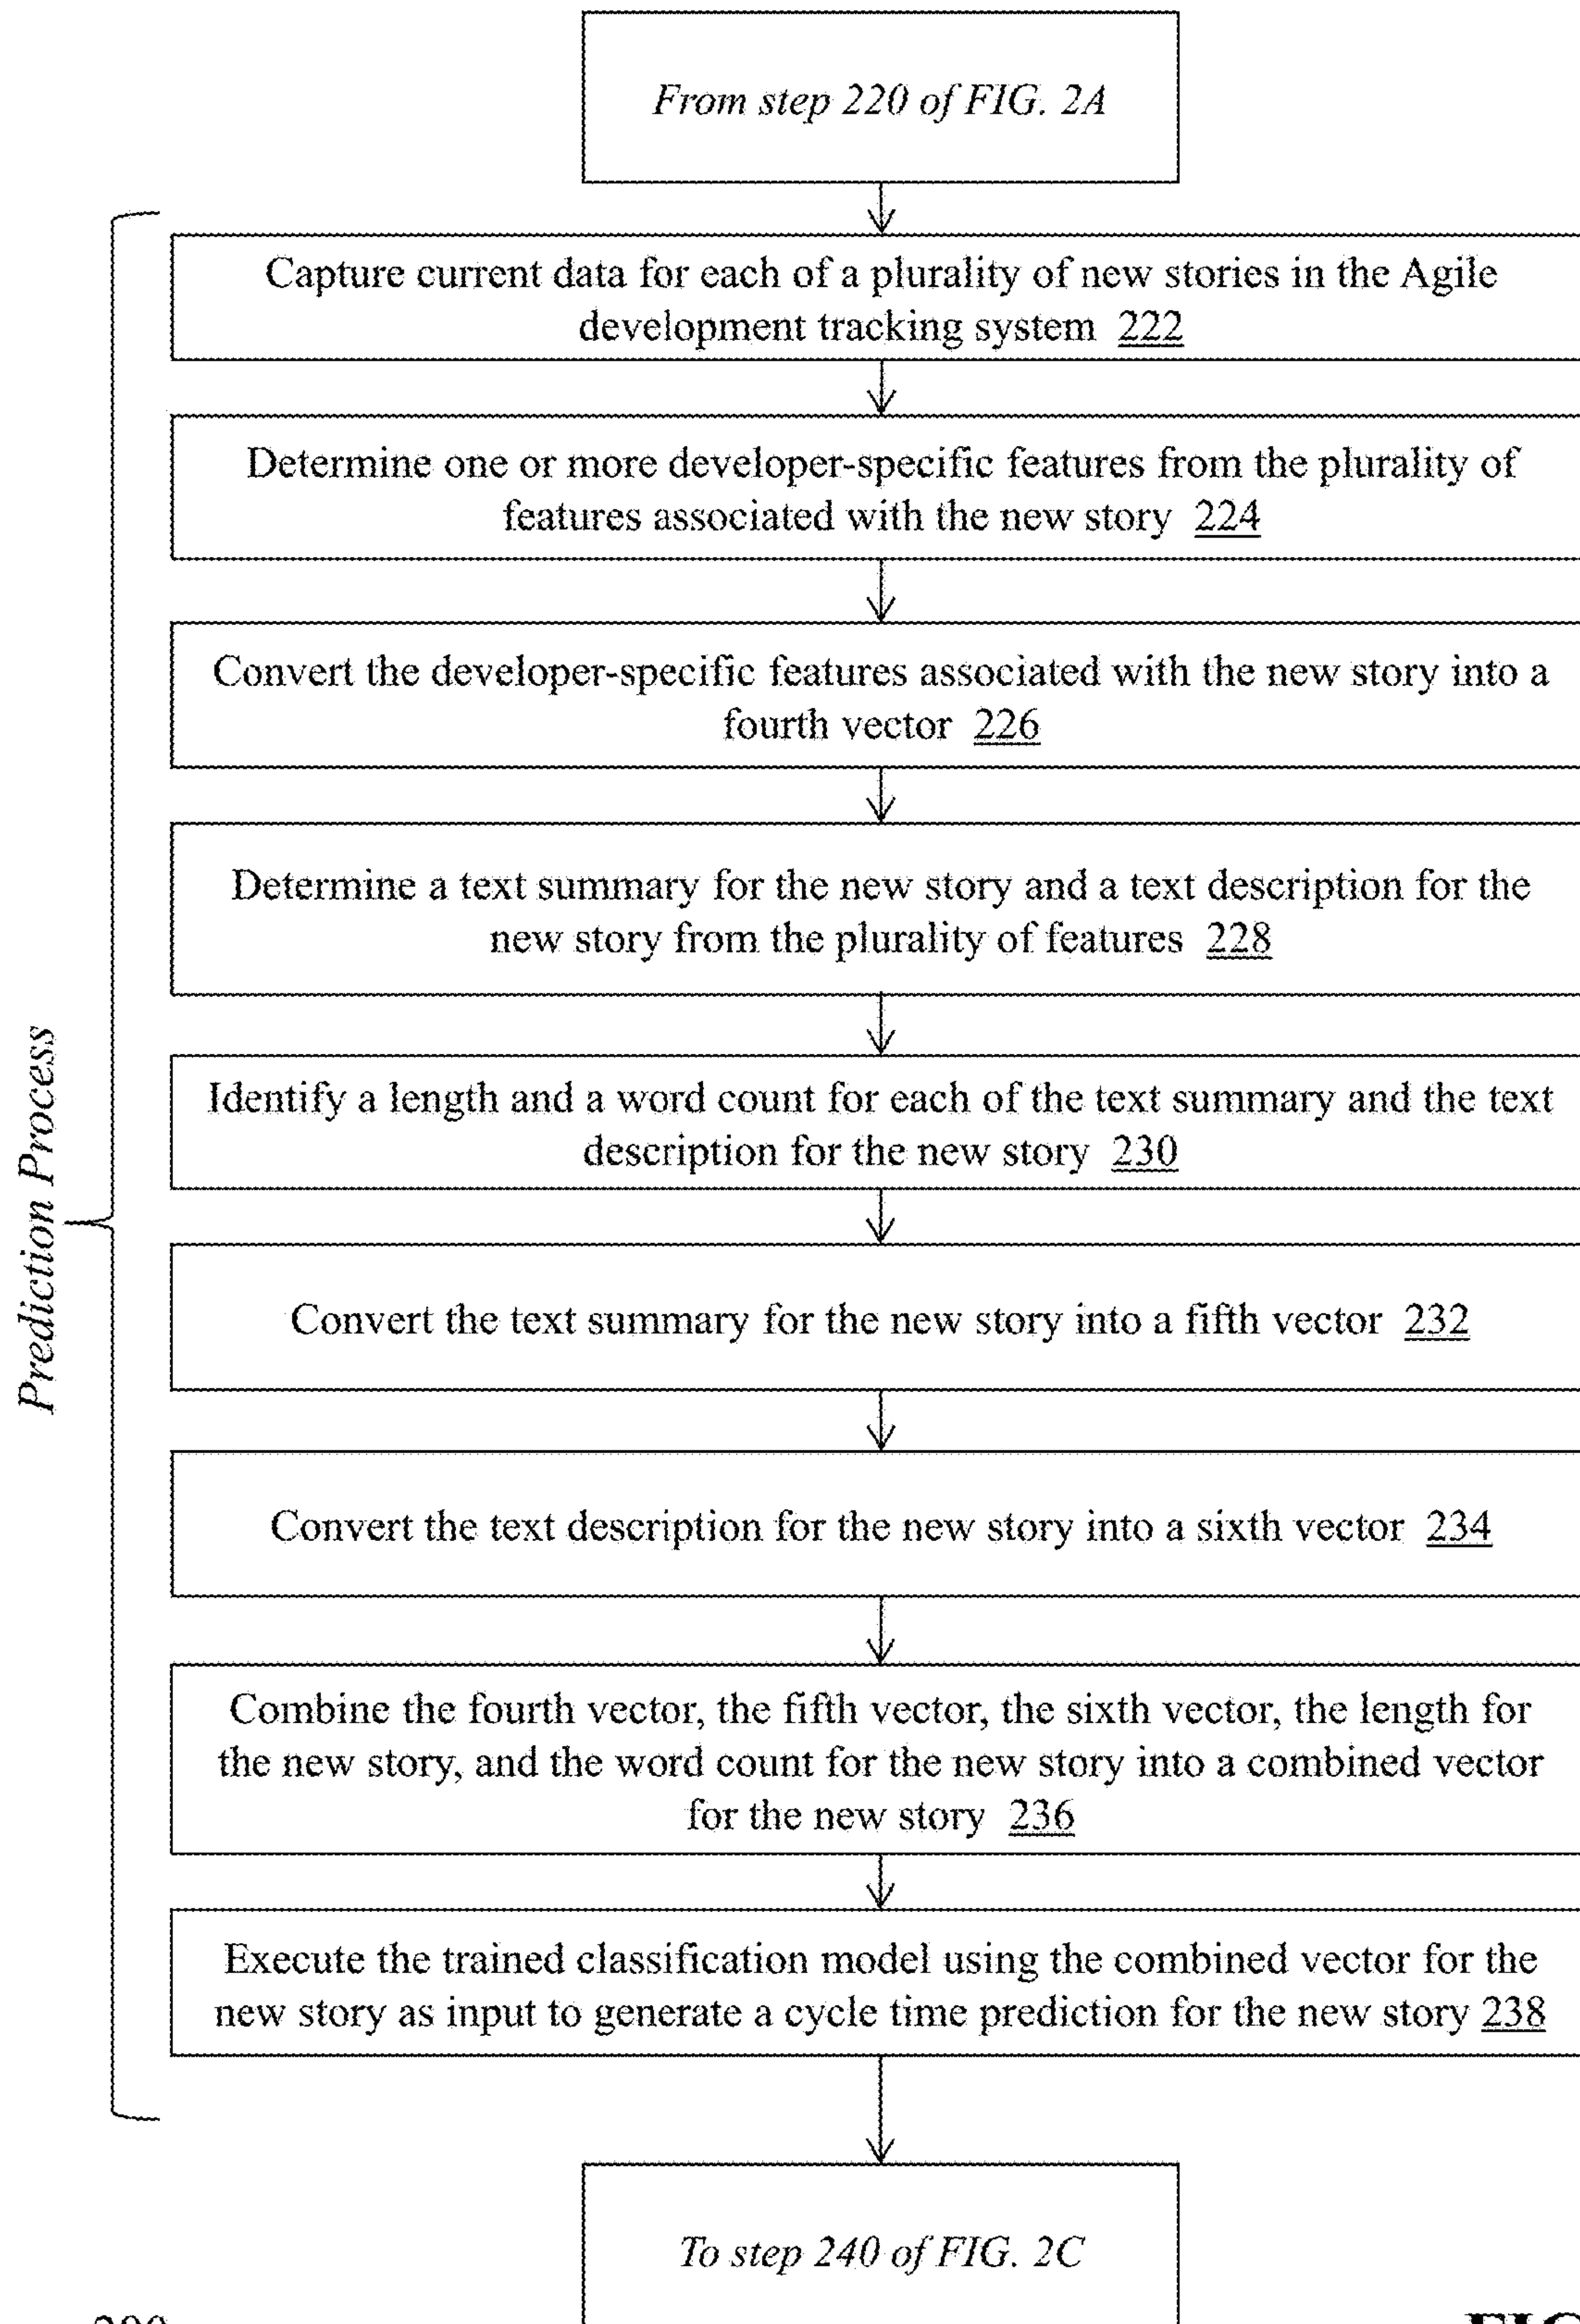 From step 220 of FIG. 2A
Capture current data for each of a plurality of new stories in the Agile
development tracking system 222
Determine one or more developer-specific features from the plurality of
features associated with the new story 224
Convert the developer-specific features associated with the new story into a
fourth vector 226
Determine a text summary for the new story and a text description for the
new story from the plurality of features 228
Identify a length and a word count for each of the text summary and the text
description for the new story 230
Prediction Process
Convert the text summary for the new story into a fifth vector 232
Convert the text description for the new story into a sixth vector 234
Combine the fourth vector, the fifth vector, the sixth vector, the length for
the new story, and the word count for the new story into a combined vector
for the new story 236
Execute the trained classification model using the combined vector for the
new story as input to generate a cycle time prediction for the new story 238
To step 240 of FIG. 2C